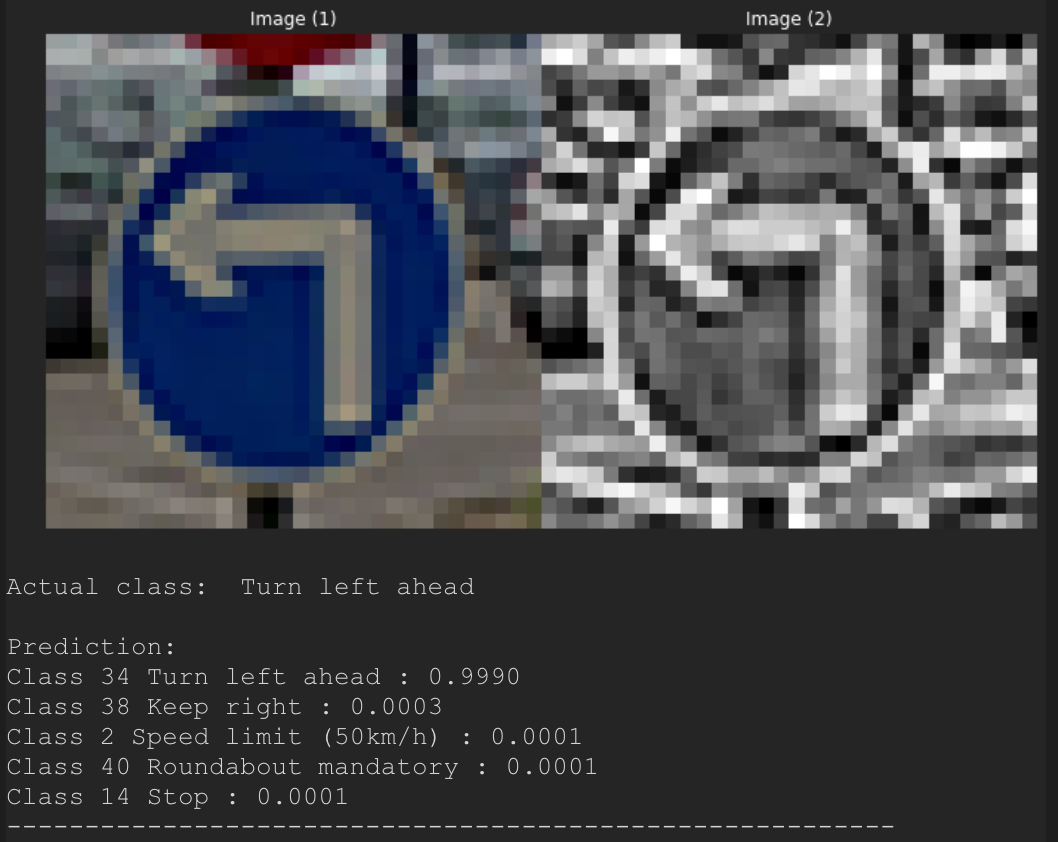 Image (1)
Image (2)
Actual class:  Turn left ahead
Prediction:
Class 34 Turn left ahead : 0.9990
Class 38 Keep right : 0.0003
Class 2 Speed limit (50km/h) : 0.0001
Class 40 Roundabout mandatory : 0.0001
Class 14 Stop : 0.0001
---------------------------------------------------------